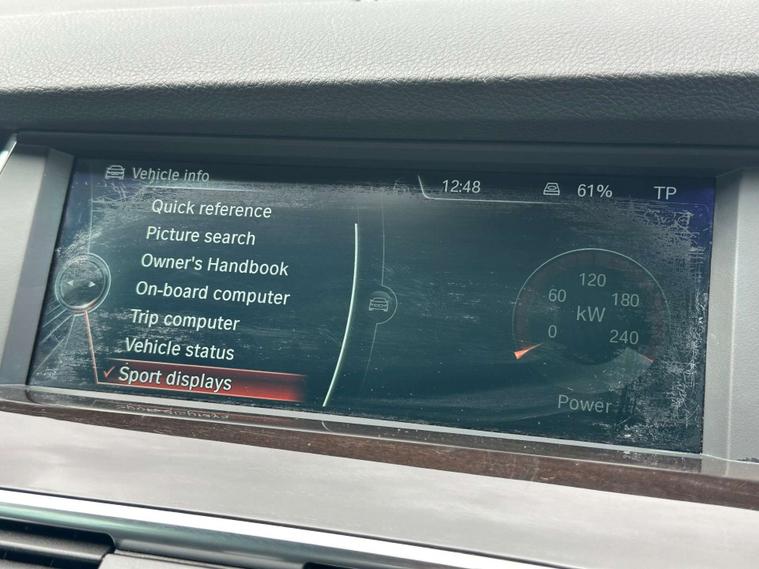 Vehicle info
12:48
61%
TP
Quick reference
Picture search
Owner's Handbook
On-board computer
Trip computer
Vehicle status
Sport displays
120
60
180
kW
0
240
Power